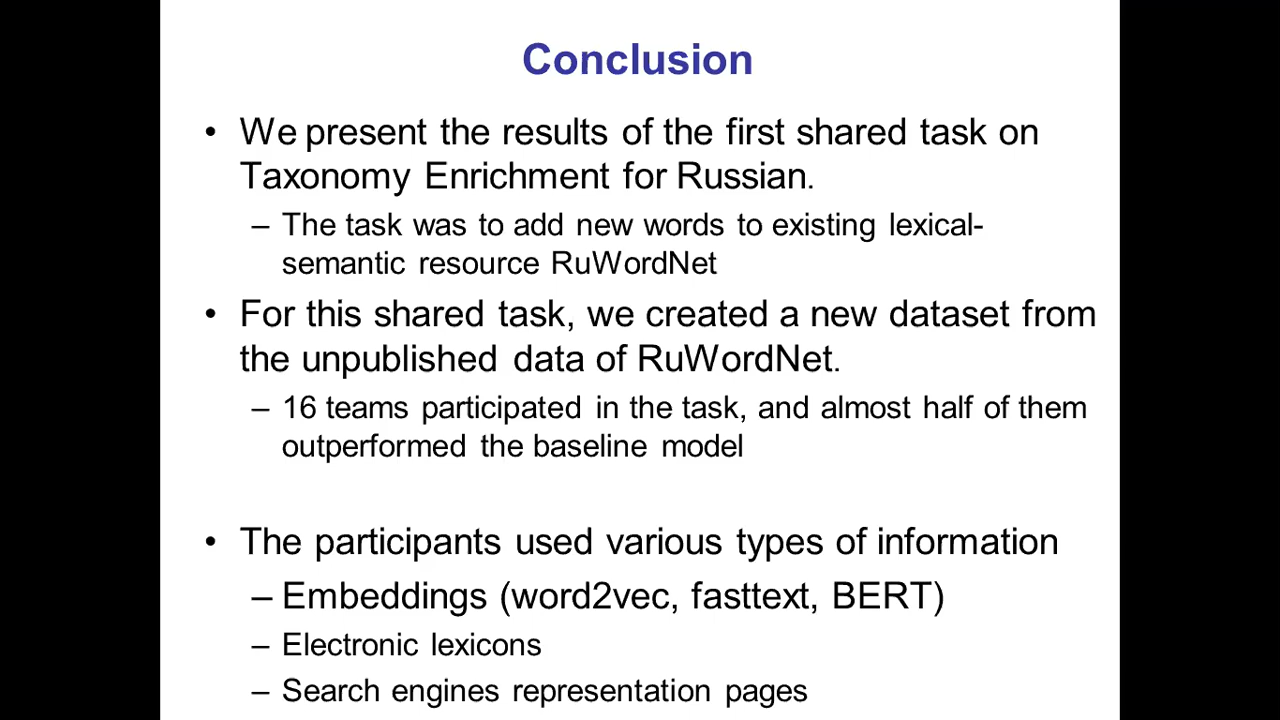 Conclusion
• We present the results of the first shared task on
Taxonomy Enrichment for Russian.
– The task was to add new words to existing lexical-
semantic resource RuWordNet
• For this shared task, we created a new dataset from
the unpublished data of RuWordNet.
– 16 teams participated in the task, and almost half of them
outperformed the baseline model
• The participants used various types of information
– Embeddings (word2vec, fasttext, BERT)
– Electronic lexicons
– Search engines representation pages